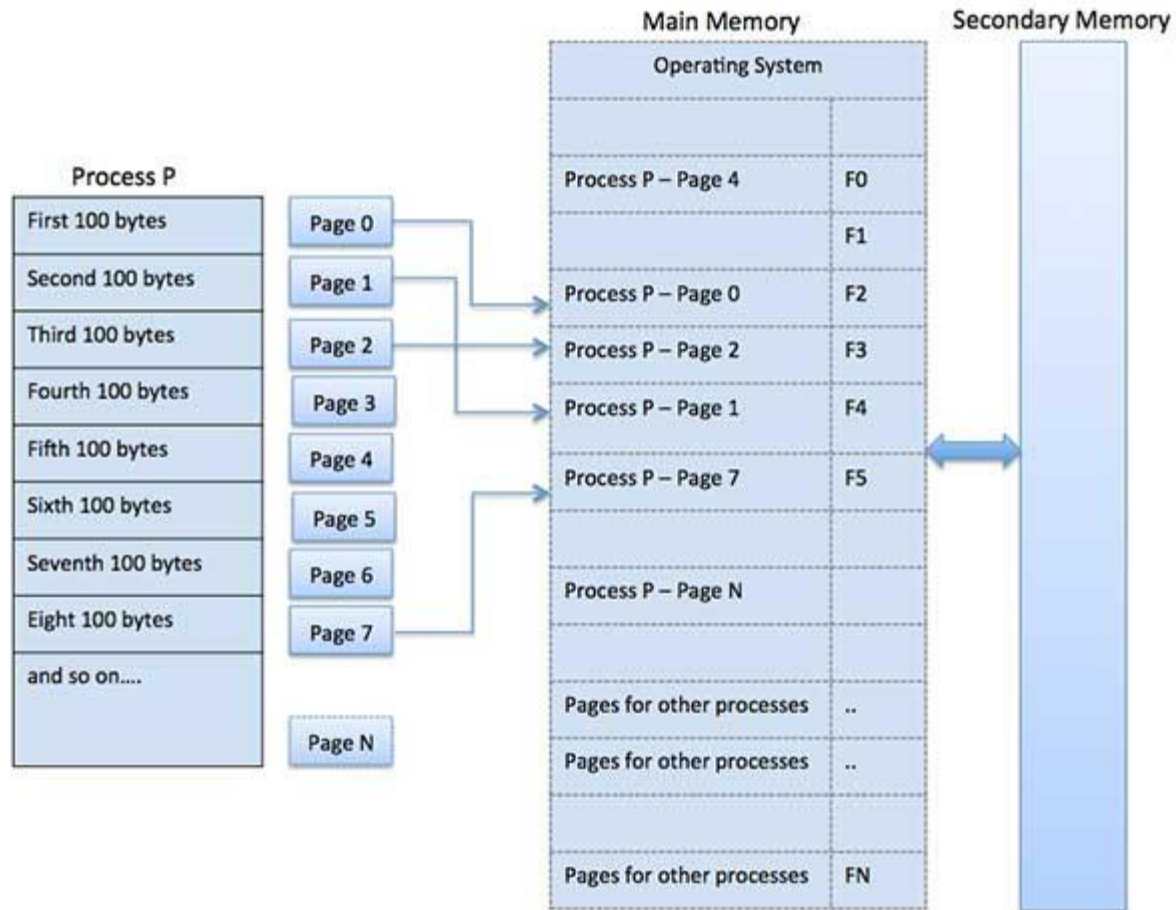 Main Memory
Secondary Memory
Operating System
Process P
First 100 bytes
Second 100 bytes
Third 100 bytes
Fourth 100 bytes
Fifth 100 bytes
Sixth 100 bytes
Seventh 100 bytes
Eight 100 bytes
and so on....
Page 0
Page 1
Page 2
Page 3
Page 4
Page 5
Page 6
Page 7
Page N
Process P – Page 4 F0
F1
Process P – Page 0 F2
Process P – Page 2 F3
Process P – Page 1 F4
Process P – Page 7 F5
Process P – Page N
Pages for other processes ..
Pages for other processes ..
Pages for other processes FN